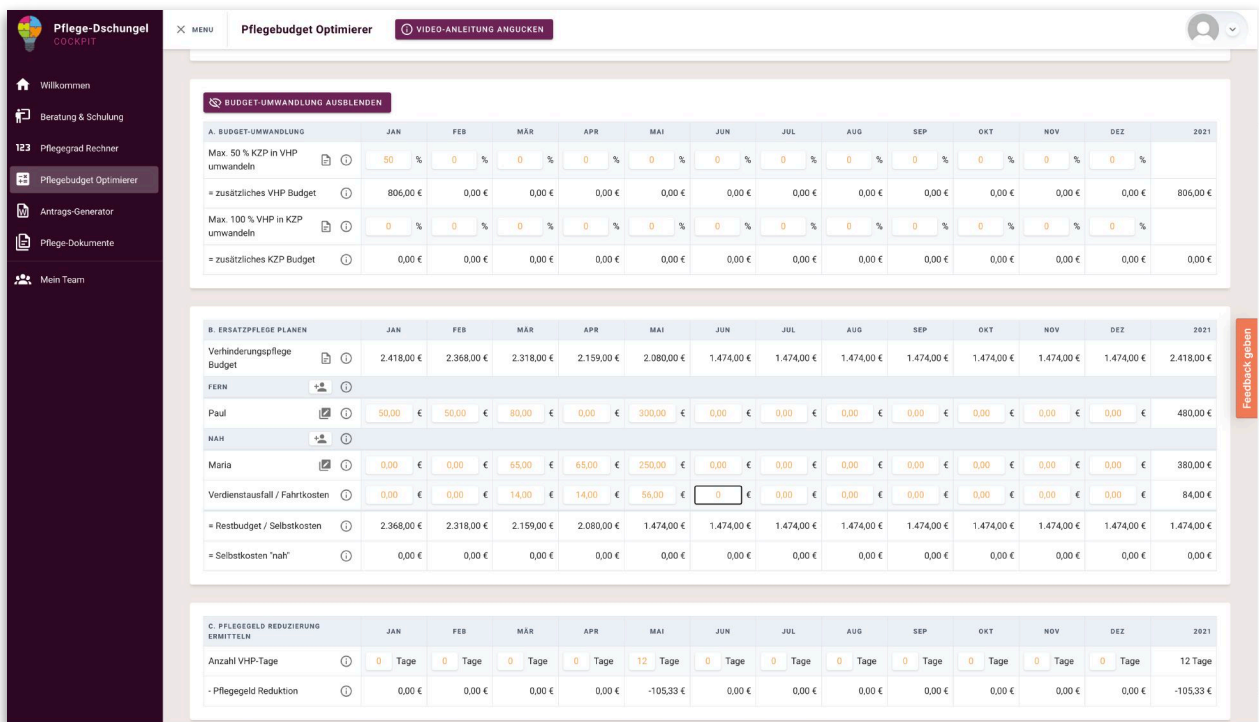 Pflege-Dschungel
COCKPIT
MENU
Pflegebudget Optimierer
VIDEO-ANLEITUNG ANGUCKEN
Willkommen
Beratung & Schulung
123 Pflegegrad Rechner
Pflegebudget Optimierer
Antrags-Generator
Pflege-Dokumente
Mein Team
BUDGET-UMWANDLUNG AUSBLENDEN
A. BUDGET-UMWANDLUNG JAN FEB MÄR APR MAI JUN JUL AUG SEP OKT NOV DEZ 2021
Max. 50 % KZP in VHP
umwandeln
50 % 0 % 0 % 0 % 0 % 0 % 0 % 0 % 0 % 0 % 0 % 0 %
= zusätzliches VHP Budget 806,00 € 0,00 € 0,00 € 0,00 € 0,00 € 0,00 € 0,00 € 0,00 € 0,00 € 0,00 € 0,00 € 0,00 € 806,00 €
Max. 100 % VHP in KZP
umwandeln
0 % 0 % 0 % 0 % 0 % 0 % 0 % 0 % 0 % 0 % 0 % 0 %
= zusätzliches KZP Budget 0,00 € 0,00 € 0,00 € 0,00 € 0,00 € 0,00 € 0,00 € 0,00 € 0,00 € 0,00 € 0,00 € 0,00 € 0,00 €
B. ERSATZPFLEGE PLANEN JAN FEB MÄR APR MAI JUN JUL AUG SEP OKT NOV DEZ 2021
Verhinderungspflege
Budget
2.418,00 € 2.368,00 € 2.318,00 € 2.159,00 € 2.080,00 € 1.474,00 € 1.474,00 € 1.474,00 € 1.474,00 € 1.474,00 € 1.474,00 € 1.474,00 € 2.418,00 €
FERN
Paul 50,00 € 50,00 € 80,00 € 0,00 € 300,00 € 0,00 € 0,00 € 0,00 € 0,00 € 0,00 € 0,00 € 0,00 € 480,00 €
NAH
Maria 0,00 € 0,00 € 65,00 € 65,00 € 250,00 € 0,00 € 0,00 € 0,00 € 0,00 € 0,00 € 0,00 € 0,00 € 380,00 €
Verdienstausfall / Fahrtkosten 0,00 € 0,00 € 14,00 € 14,00 € 56,00 € 0 € 0,00 € 0,00 € 0,00 € 0,00 € 0,00 € 0,00 € 84,00 €
= Restbudget / Selbstkosten 2.368,00 € 2.318,00 € 2.159,00 € 2.080,00 € 1.474,00 € 1.474,00 € 1.474,00 € 1.474,00 € 1.474,00 € 1.474,00 € 1.474,00 € 1.474,00 € 1.474,00 €
= Selbstkosten "nah" 0,00 € 0,00 € 0,00 € 0,00 € 0,00 € 0,00 € 0,00 € 0,00 € 0,00 € 0,00 € 0,00 € 0,00 € 0,00 €
C. PFLEGEGELD REDUZIERUNG
ERMITTELN
JAN FEB MÄR APR MAI JUN JUL AUG SEP OKT NOV DEZ 2021
Anzahl VHP-Tage 0 Tage 0 Tage 0 Tage 0 Tage 12 Tage 0 Tage 0 Tage 0 Tage 0 Tage 0 Tage 0 Tage 0 Tage 12 Tage
- Pflegegeld Reduktion 0,00 € 0,00 € 0,00 € 0,00 € -105,33 € 0,00 € 0,00 € 0,00 € 0,00 € 0,00 € 0,00 € 0,00 € -105,33 €
Feedback geben